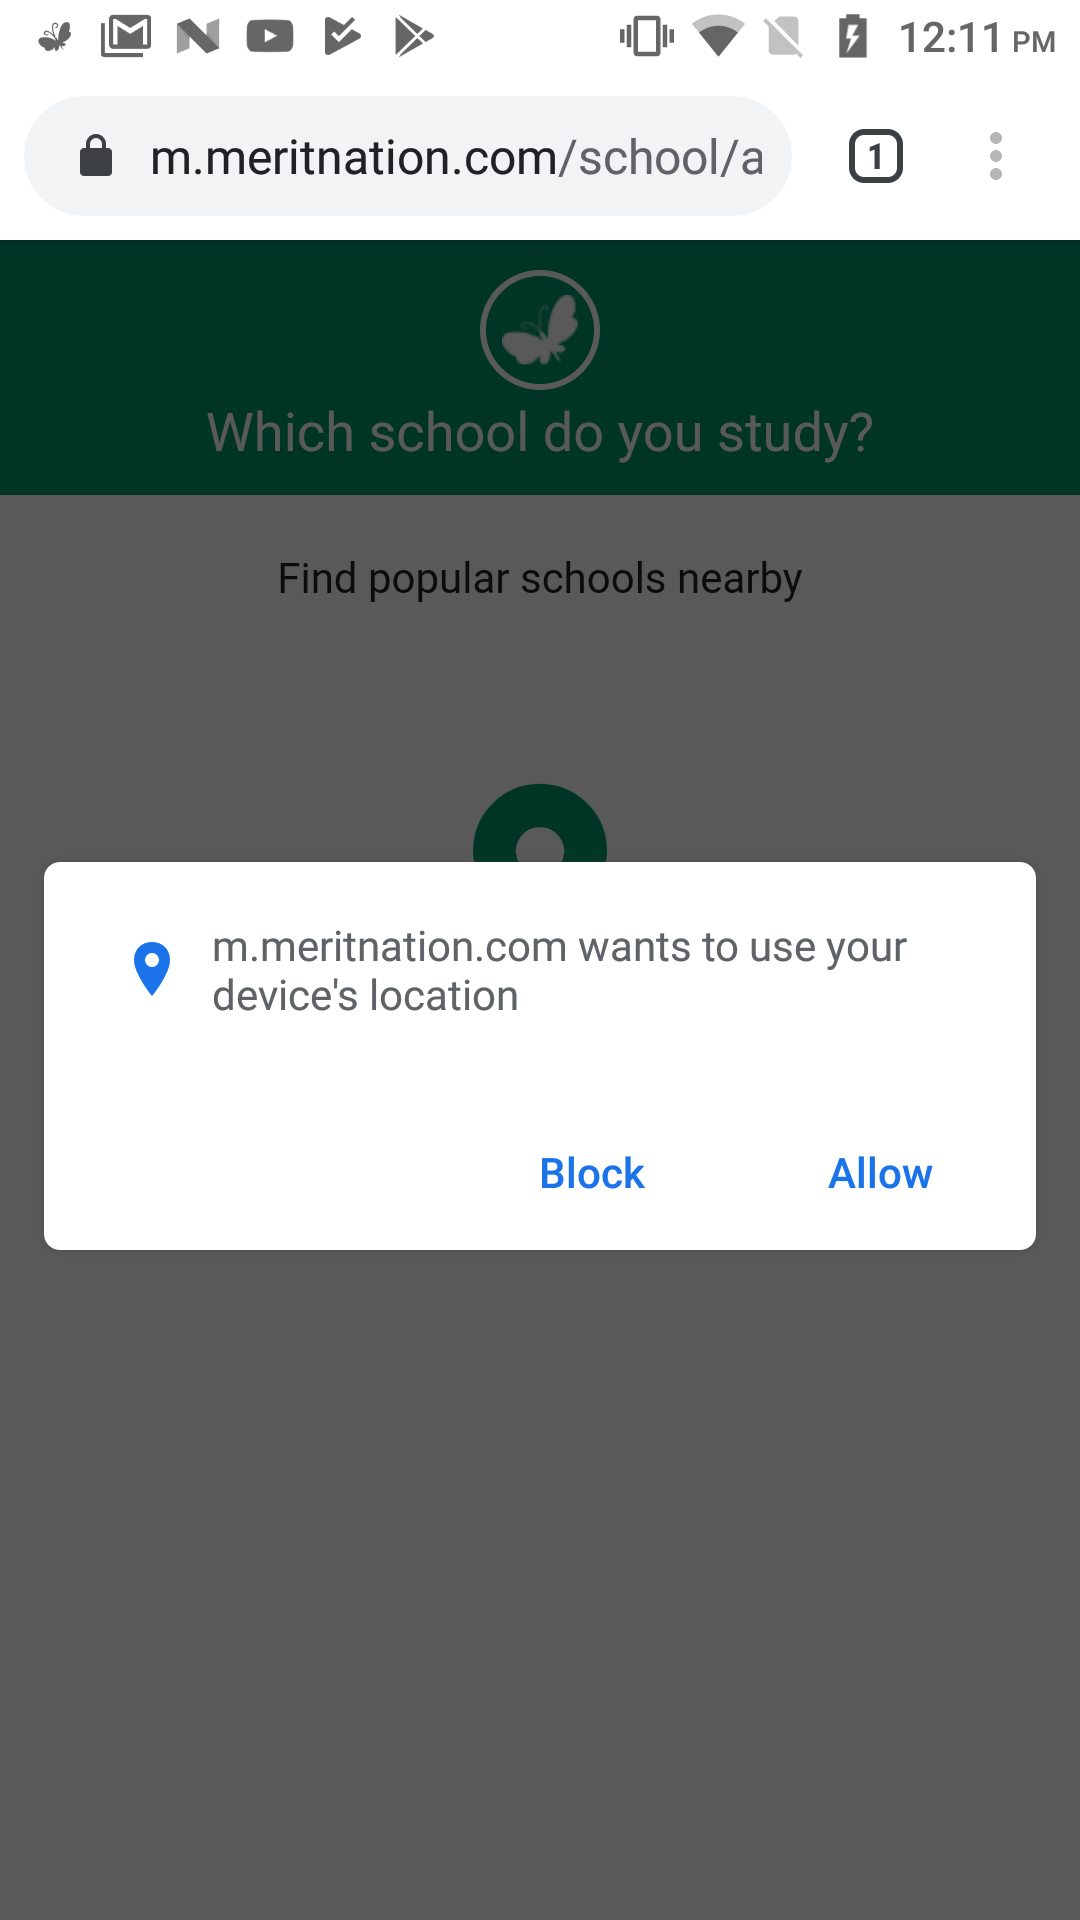 12:11 PM
m.meritnation.com/school/a
1
Which school do you study?
Find popular schools nearby
m.meritnation.com wants to use your
device's location
Block Allow